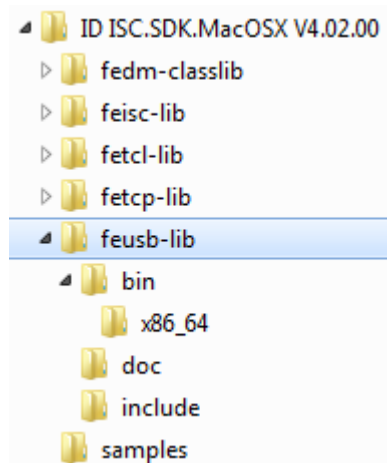 ID ISC.SDK.MacOSX V4.02.00
fedm-classlib
feisc-lib
fetcl-lib
fetcp-lib
feusb-lib
bin
x86_64
doc
include
samples